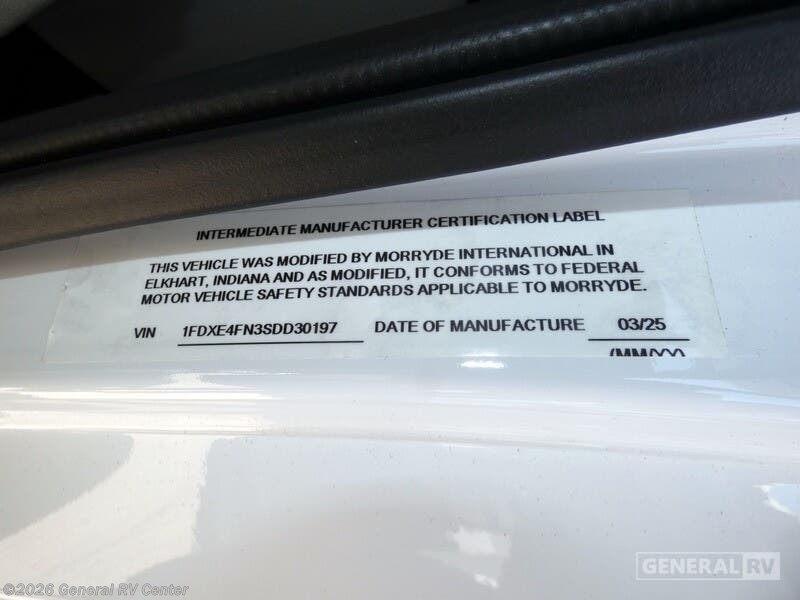 INTERMEDIATE MANUFACTURER CERTIFICATION LABEL
THIS VEHICLE WAS MODIFIED BY MORRYDE INTERNATIONAL IN
ELKHART, INDIANA AND AS MODIFIED, IT CONFORMS TO FEDERAL
MOTOR VEHICLE SAFETY STANDARDS APPLICABLE TO MORRYDE.
VIN 1FDXE4FN3SDD30197 DATE OF MANUFACTURE 03/25
(MM/YY)
GENERAL RV
©2026 General RV Center